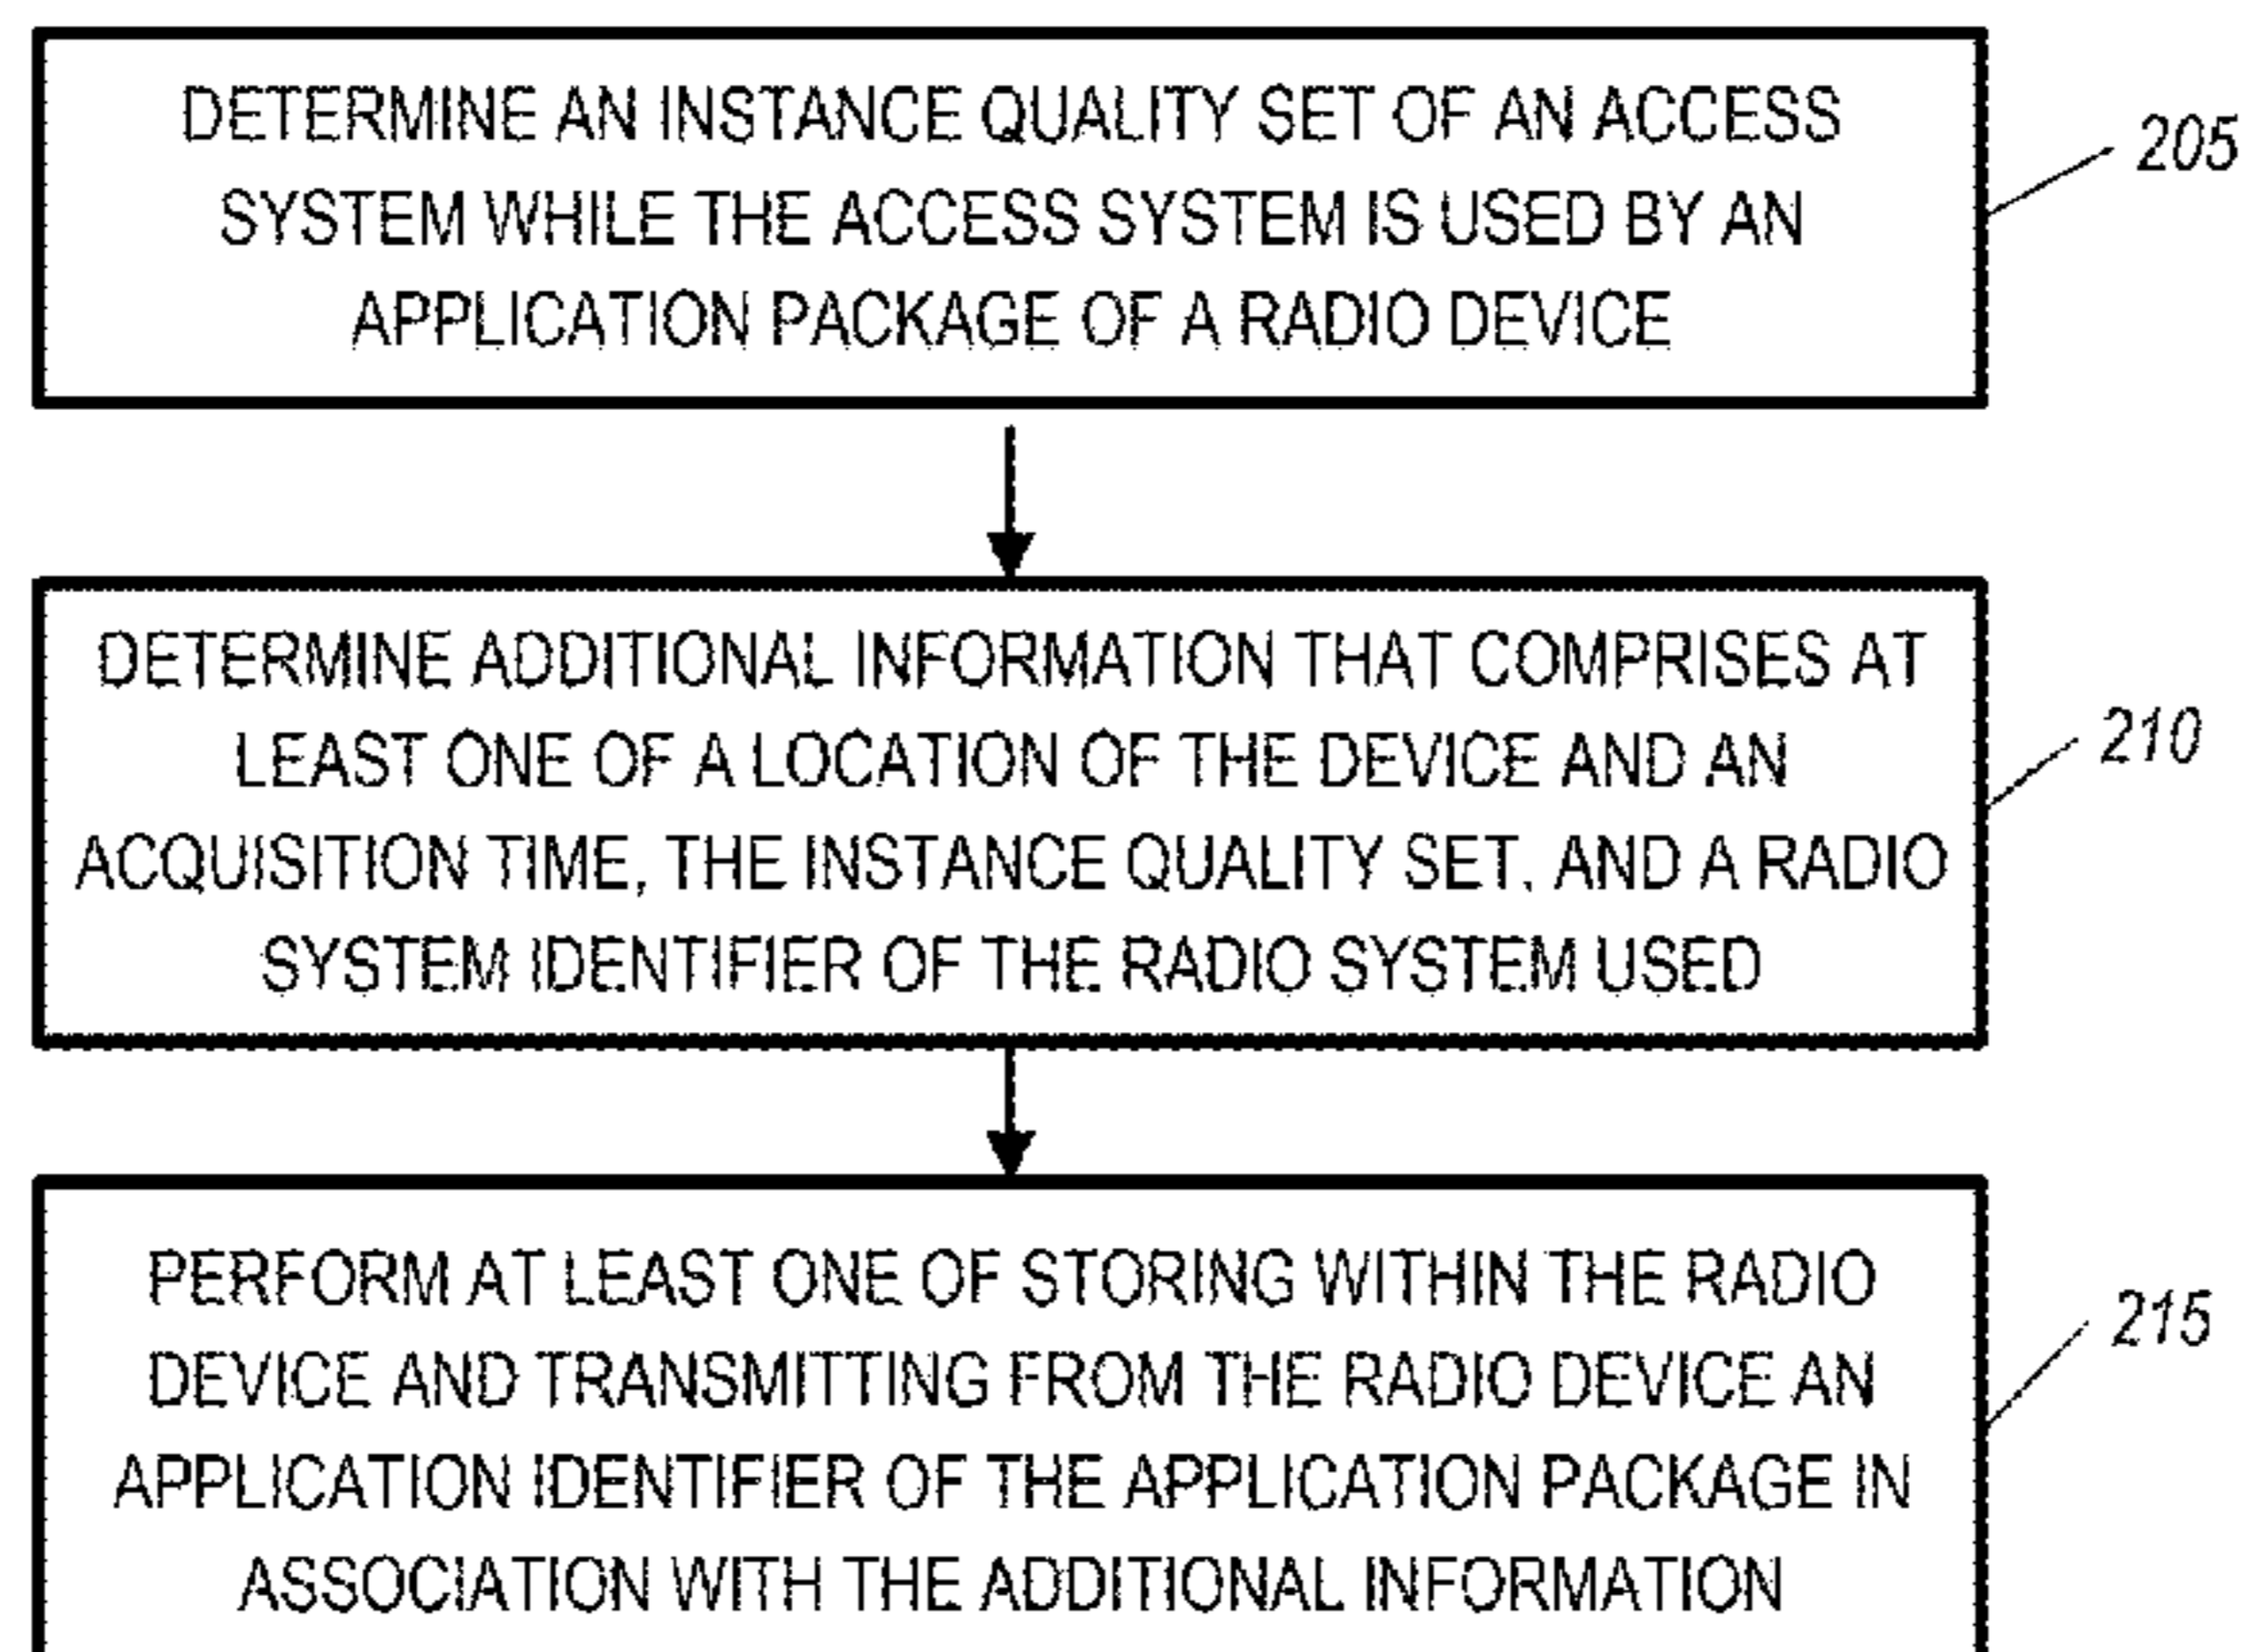 DETERMINE AN INSTANCE QUALITY SET OF AN ACCESS
SYSTEM WHILE THE ACCESS SYSTEM IS USED BY AN
APPLICATION PACKAGE OF A RADIO DEVICE
205
DETERMINE ADDITIONAL INFORMATION THAT COMPRISES AT
LEAST ONE OF A LOCATION OF THE DEVICE AND AN
ACQUISITION TIME, THE INSTANCE QUALITY SET, AND A RADIO
SYSTEM IDENTIFIER OF THE RADIO SYSTEM USED
210
PERFORM AT LEAST ONE OF STORING WITHIN THE RADIO
DEVICE AND TRANSMITTING FROM THE RADIO DEVICE AN
APPLICATION IDENTIFIER OF THE APPLICATION PACKAGE IN
ASSOCIATION WITH THE ADDITIONAL INFORMATION
215